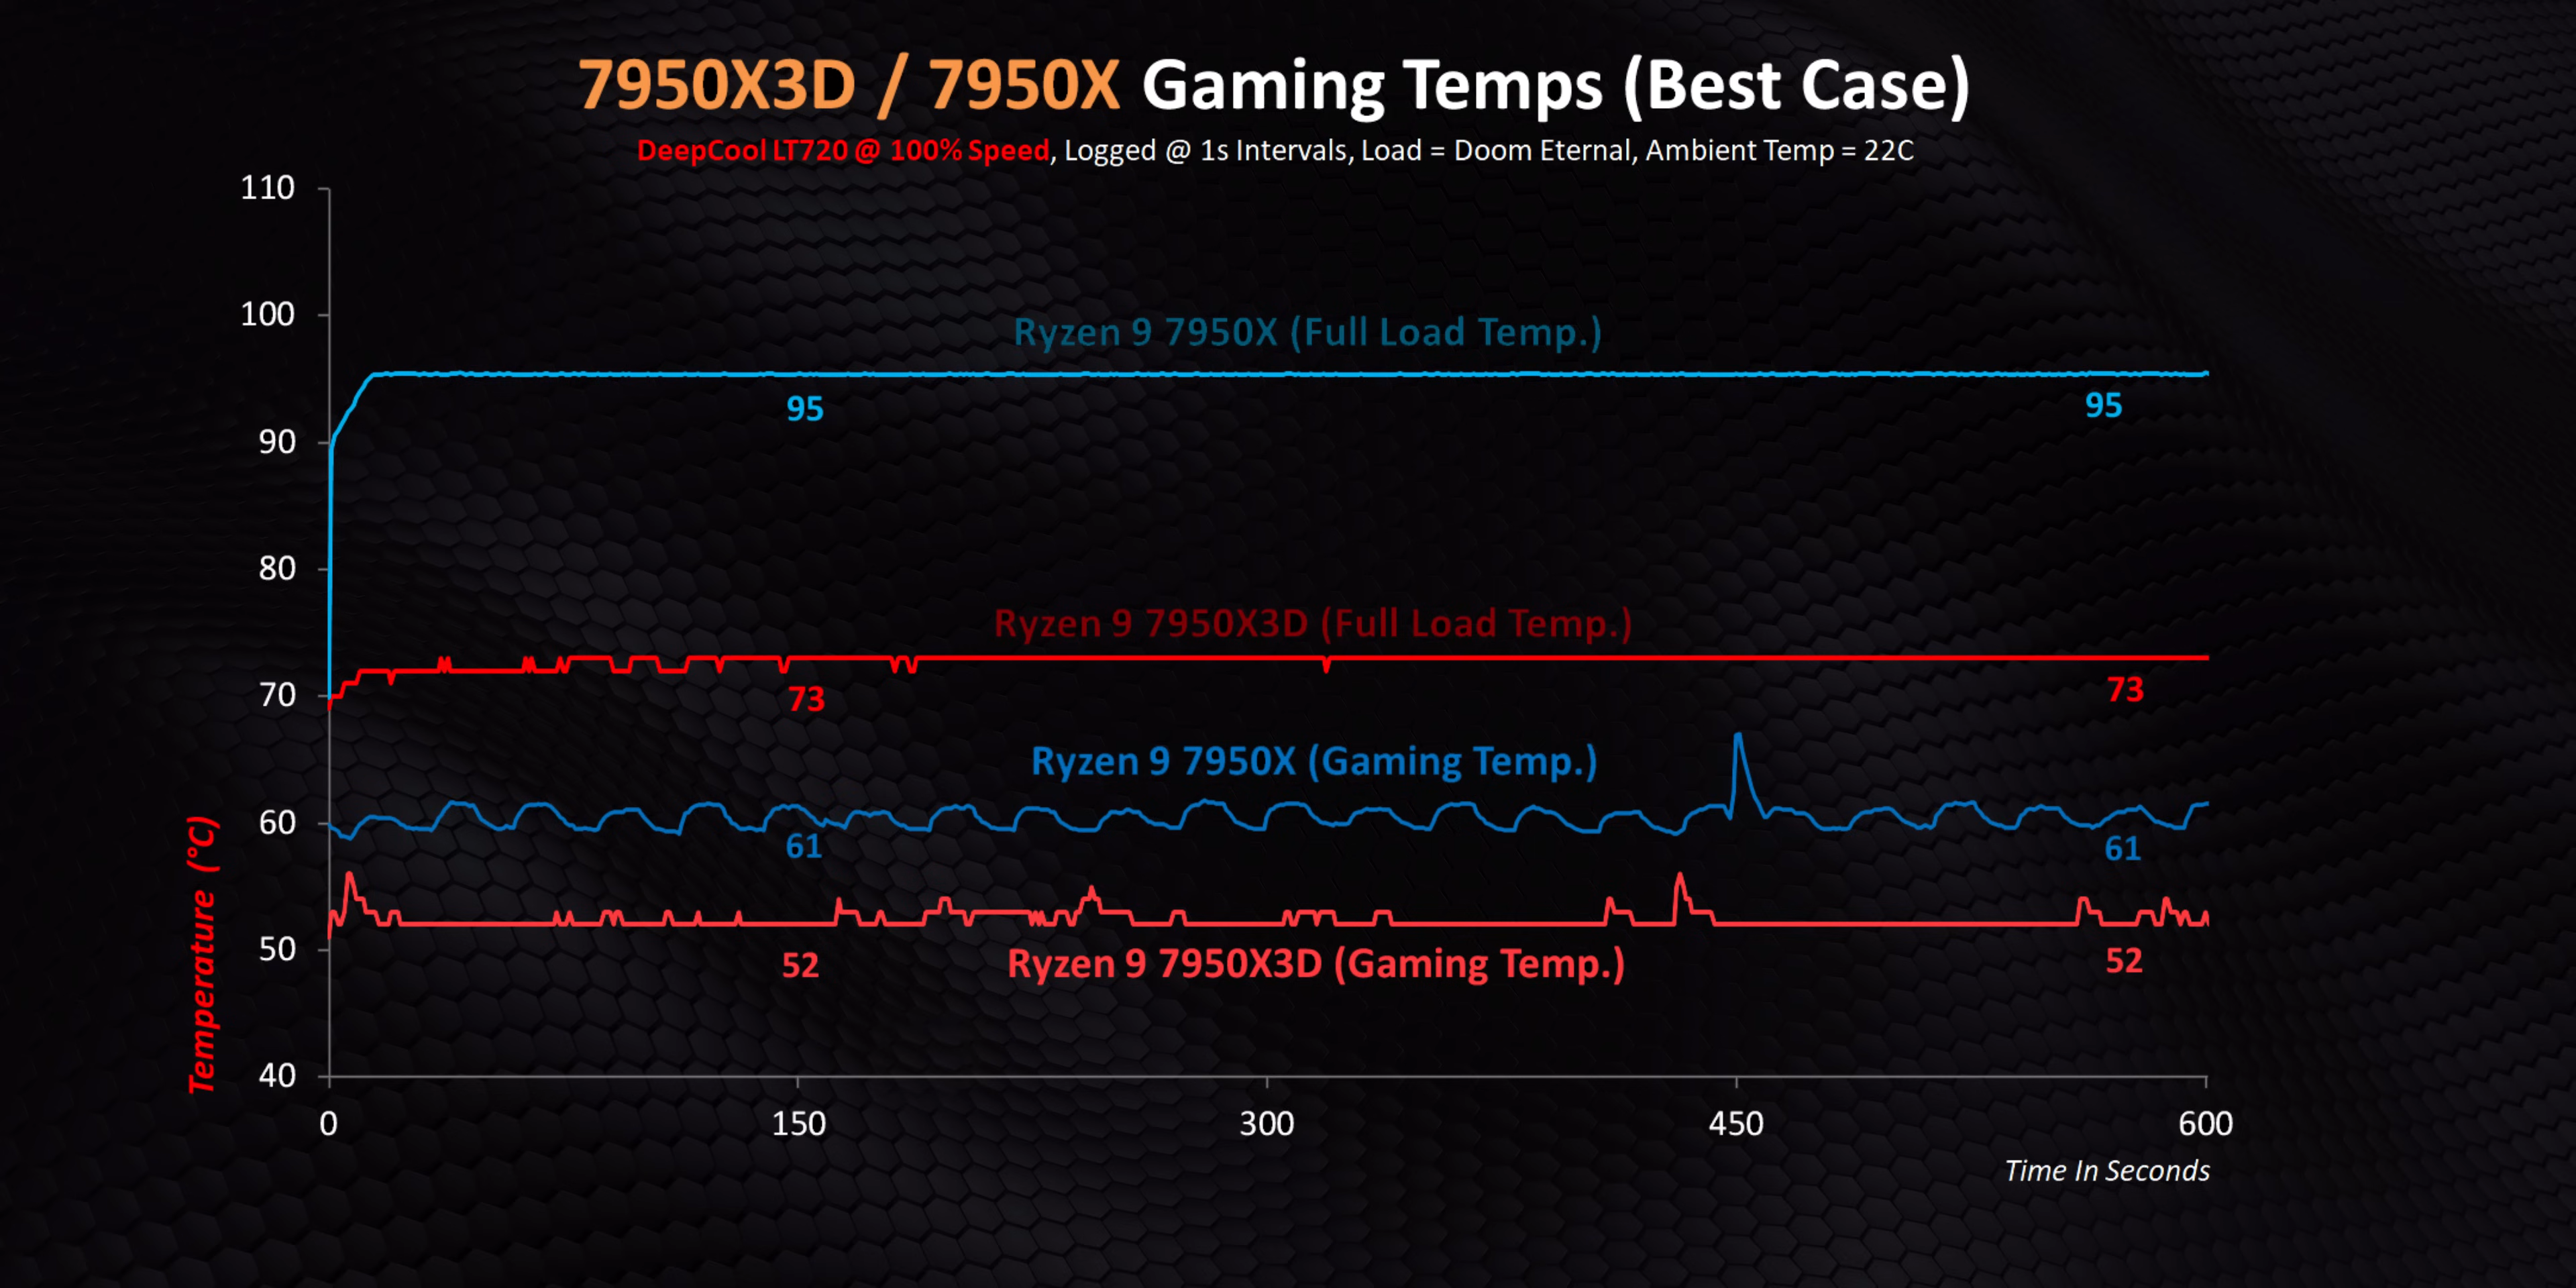 7950X3D / 7950X Gaming Temps (Best Case)
DeepCool LT720 @ 100% Speed, Logged @ 1s Intervals, Load = Doom Eternal, Ambient Temp = 22C
110
100
Ryzen 9 7950X (Full Load Temp.)
95
95
90
80
Ryzen 9 7950X3D (Full Load Temp.)
70
73
73
Ryzen 9 7950X (Gaming Temp.)
60
61
61
50
52
Ryzen 9 7950X3D (Gaming Temp.)
52
Temperature (°C)
40
0
150
300
450
600
Time In Seconds